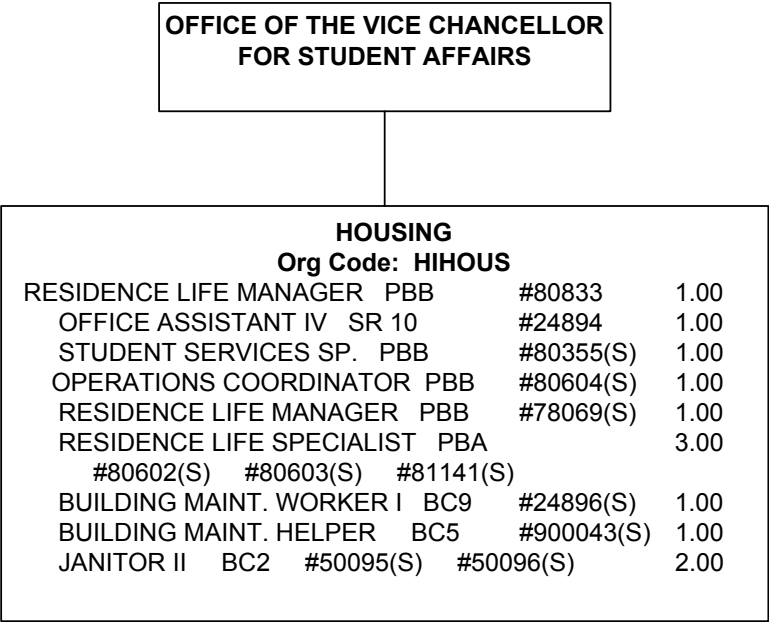 OFFICE OF THE VICE CHANCELLOR
FOR STUDENT AFFAIRS
HOUSING
Org Code: HIHOUS
RESIDENCE LIFE MANAGER PBB #80833 1.00
OFFICE ASSISTANT IV SR 10 #24894 1.00
STUDENT SERVICES SP. PBB #80355(S) 1.00
OPERATIONS COORDINATOR PBB #80604(S) 1.00
RESIDENCE LIFE MANAGER PBB #78069(S) 1.00
RESIDENCE LIFE SPECIALIST PBA 3.00
#80602(S) #80603(S) #81141(S)
BUILDING MAINT. WORKER I BC9 #24896(S) 1.00
BUILDING MAINT. HELPER BC5 #900043(S) 1.00
JANITOR II BC2 #50095(S) #50096(S) 2.00